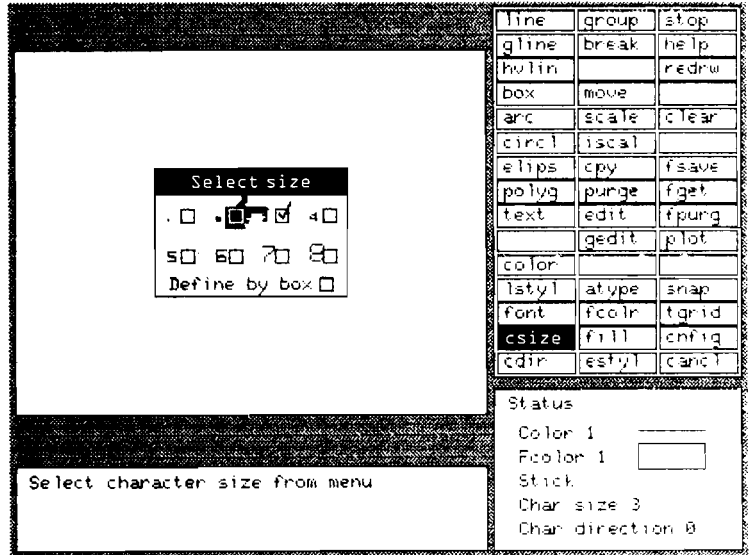 line group stop
gline break help
hvlin redrw
box move
arc scale clear
circl iscal
elips cpy fsave
polyg purge fget
text edit fpurg
gedit plot
color
lstyl atype snap
font fcolr tgrid
csize fill cnfig
cdir estyl cancl
Select size
4
5 6 7 8
Define by box
Select character size from menu
Status
Color 1
Fcolor 1
Stick
Char size 3
Char direction 0